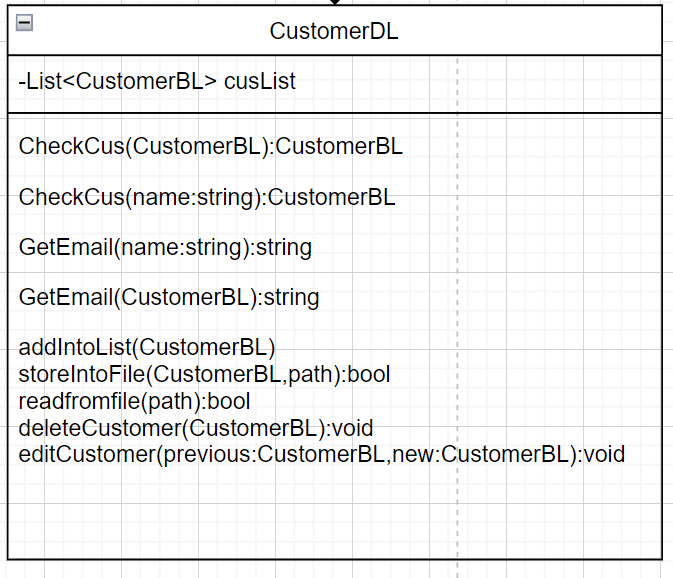 CustomerDL
-List<CustomerBL> cusList
CheckCus(CustomerBL):CustomerBL
CheckCus(name:string):CustomerBL
GetEmail(name:string):string
GetEmail(CustomerBL):string
addIntoList(CustomerBL)
storeIntoFile(CustomerBL,path):bool
readfromfile(path):bool
deleteCustomer(CustomerBL):void
editCustomer(previous:CustomerBL,new:CustomerBL):void